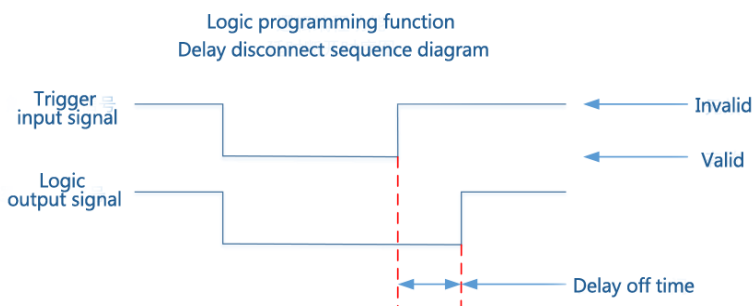 Logic programming function
Delay disconnect sequence diagram
Trigger
input signal
Invalid
Valid
Logic
output signal
Delay off time